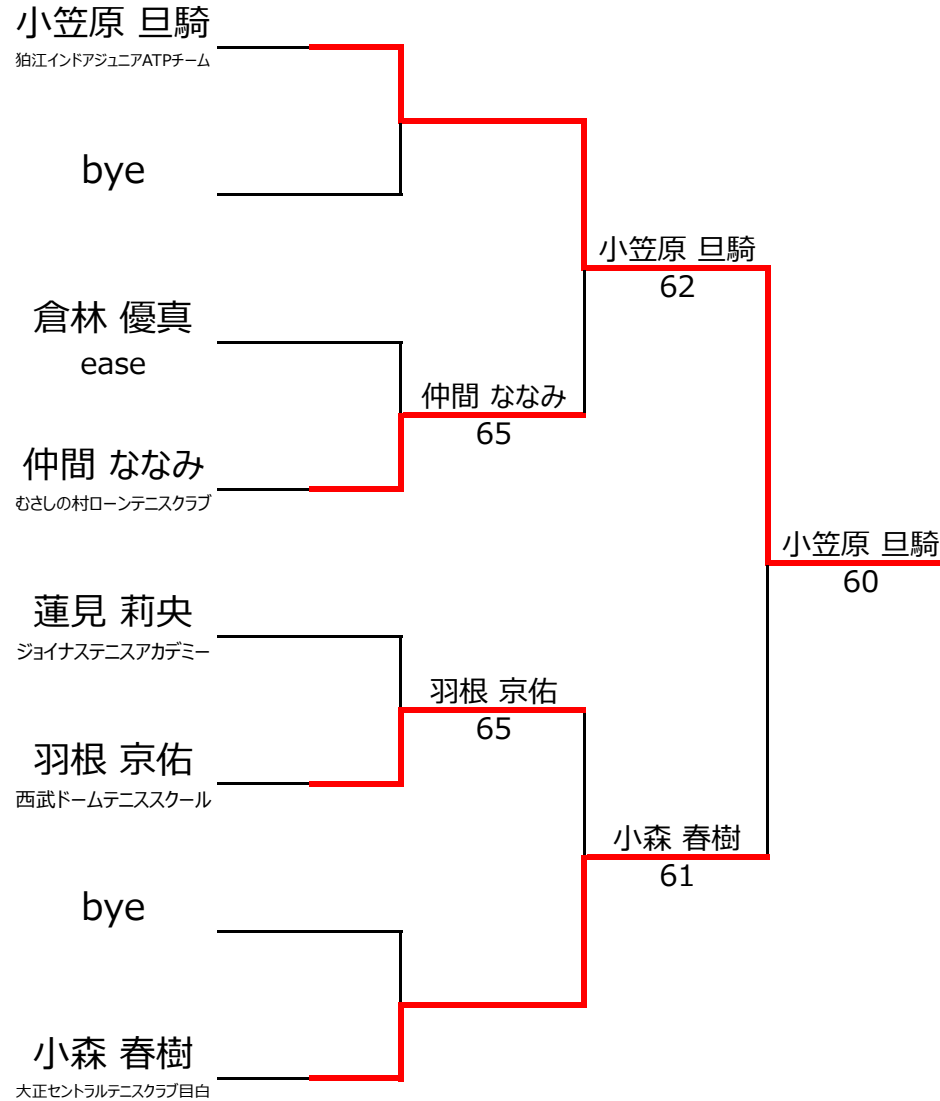 小笠原 旦騎
狛江インドアジュニアATPチーム
bye
倉林 優真
ease
仲間 ななみ
むさしの村ローンテニスクラブ
蓮見 莉央
ジョイナステニスアカデミー
羽根 京佑
西武ドームテニススクール
bye
小森 春樹
大正セントラルテニスクラブ目白
仲間 ななみ
65
羽根 京佑
65
小笠原 旦騎
62
小森 春樹
61
小笠原 旦騎
60